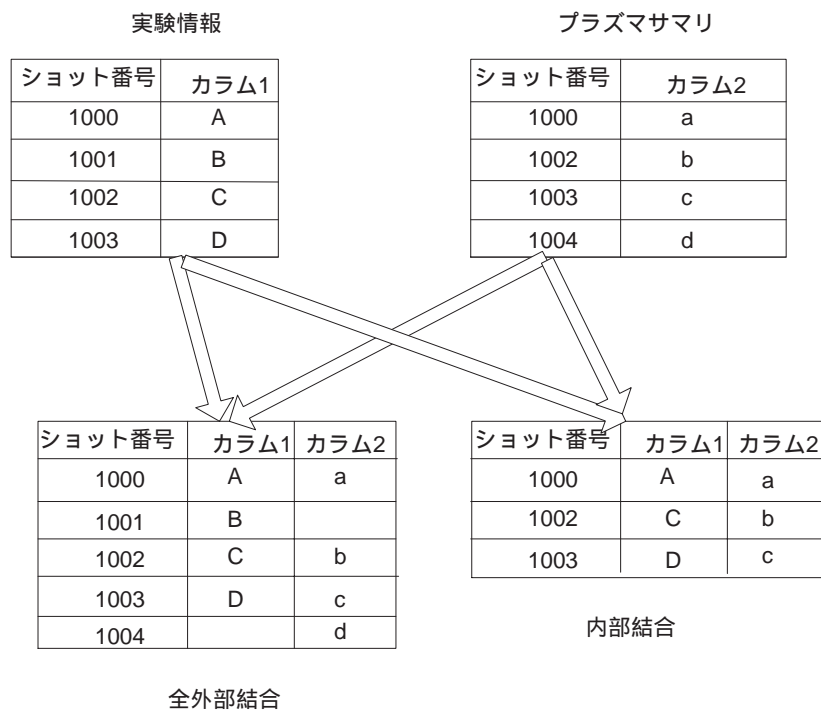 実験情報
プラズマサマリ
ショット番号 カラム1
1000 A
1001 B
1002 C
1003 D
ショット番号 カラム2
1000 a
1002 b
1003 c
1004 d
ショット番号 カラム1 カラム2
1000 A a
1001 B
1002 C b
1003 D c
1004 d
全外部結合
ショット番号 カラム1 カラム2
1000 A a
1002 C b
1003 D c
内部結合